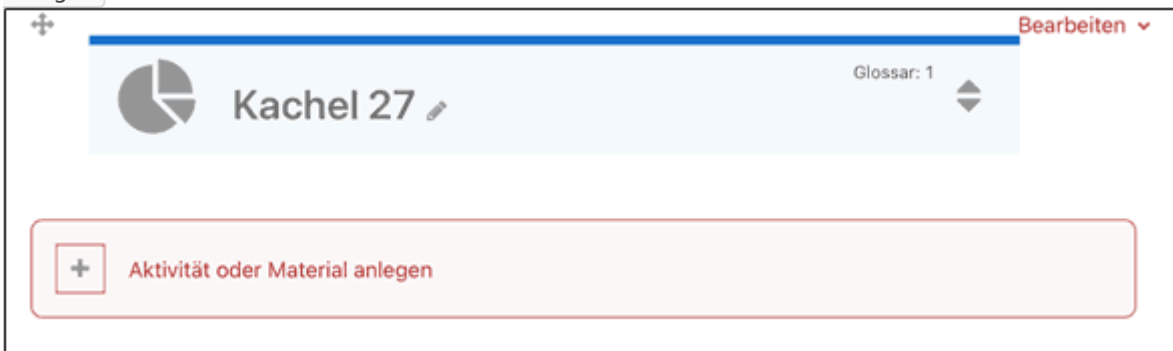 Bearbeiten
Glossar: 1
Kachel 27
Aktivität oder Material anlegen